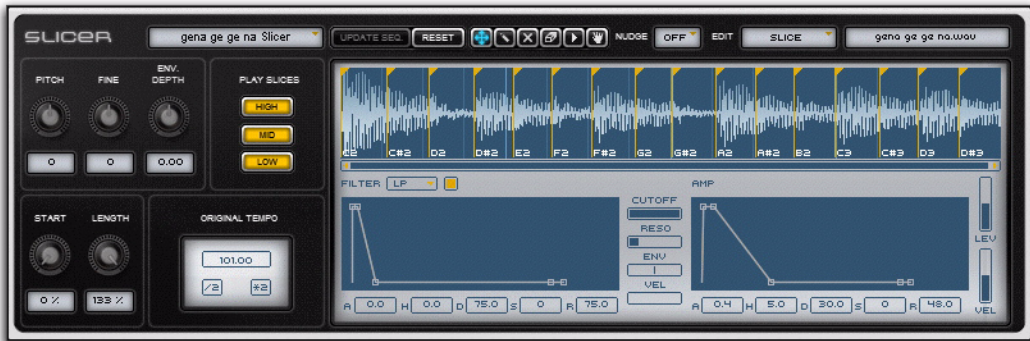 SLICER
gena ge ge na Slicer
UPDATE SEQ. RESET
NUDGE OFF EDIT SLICE
gena ge ge na.wav
PITCH FINE ENV. DEPTH
0 0 0.00
PLAY SLICES
HIGH
MID
LOW
C2 C#2 D2 D#2 E2 F2 F#2 G2 G#2 A2 A#2 B2 C3 C#3 D3 D#3
START LENGTH
0 % 133 %
ORIGINAL TEMPO
101.00
/2 *2
FILTER LP
CUTOFF
RESO
ENV
VEL
A 0.0 H 0.0 D 75.0 S 0 R 75.0
AMP
A 0.4 H 5.0 D 30.0 S 0 R 48.0
LEV
VEL